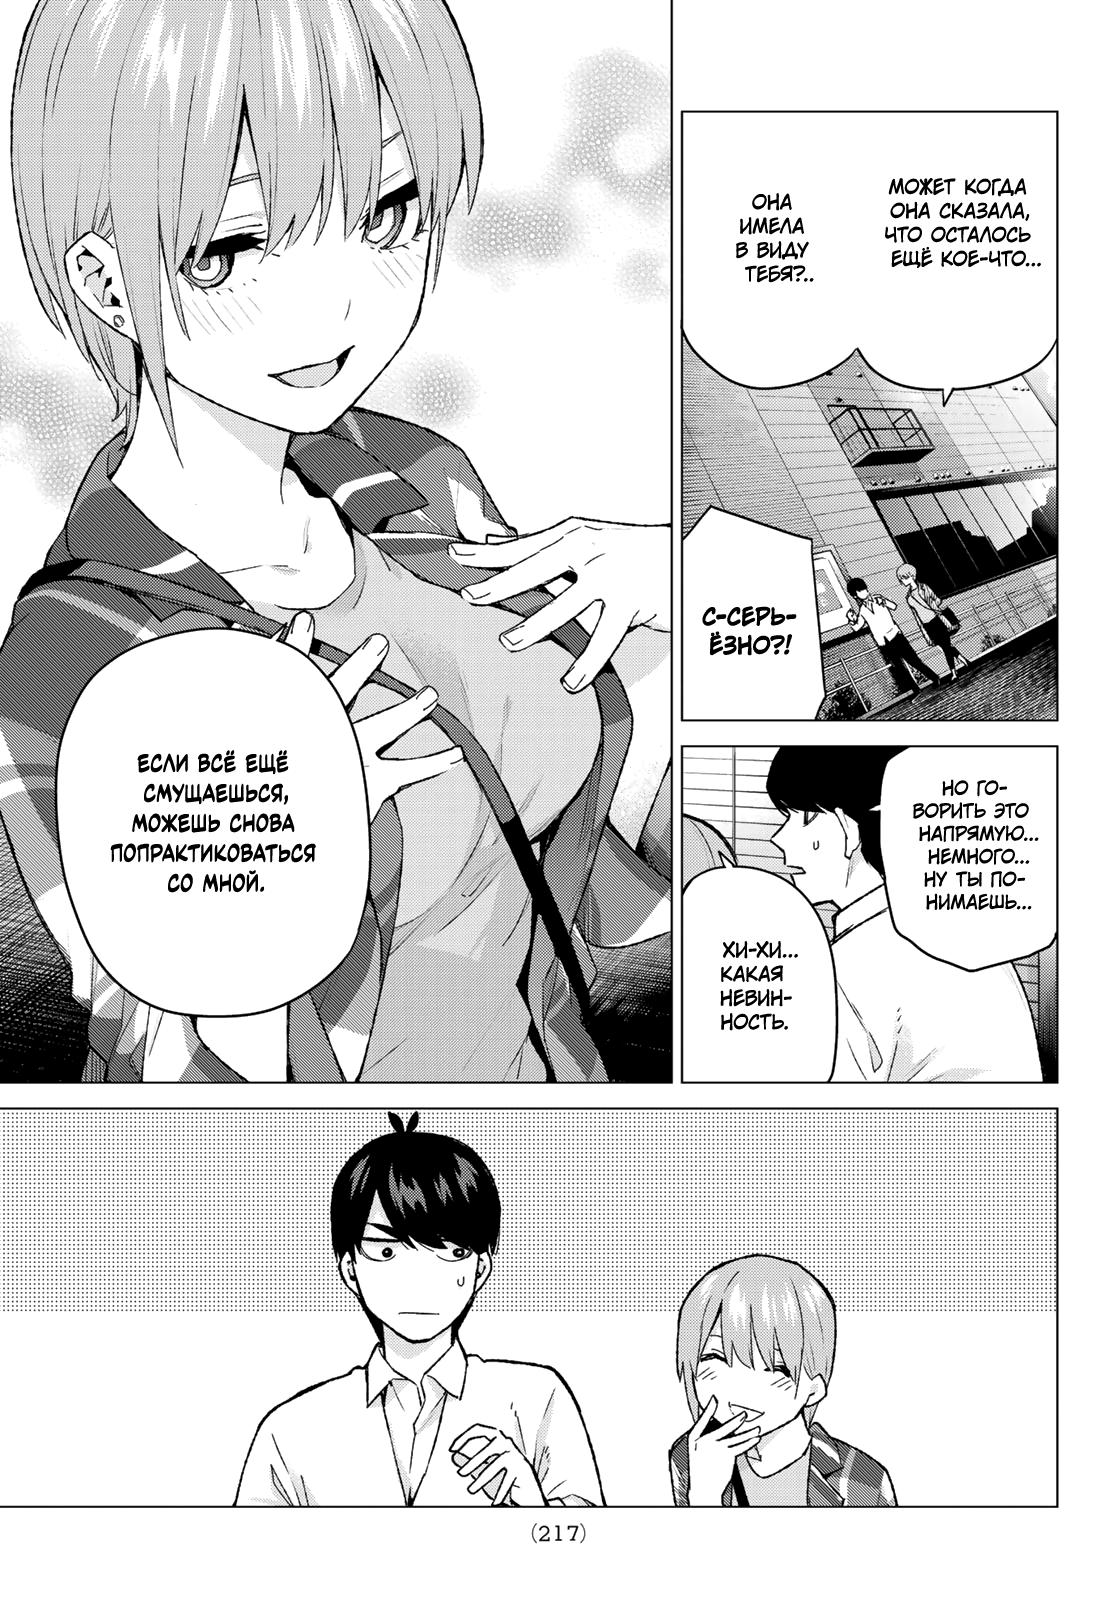 МОЖЕТ КОГДА
ОНА СКАЗАЛА,
ЧТО ОСТАЛОСЬ
ЕЩЁ КОЕ-ЧТО...
ОНА
ИМЕЛА
В ВИДУ
ТЕБЯ?..
С-СЕРЬ-
ЁЗНО?!
НО ГО-
ВОРИТЬ ЭТО
НАПРЯМУЮ...
НЕМНОГО...
НУ ТЫ ПО-
НИМАЕШЬ...
ХИ-ХИ...
КАКАЯ
НЕВИН-
НОСТЬ.
ЕСЛИ ВСЁ ЕЩЁ
СМУЩАЕШЬСЯ,
МОЖЕШЬ СНОВА
ПОПРАКТИКОВАТЬСЯ
СО МНОЙ.
(217)